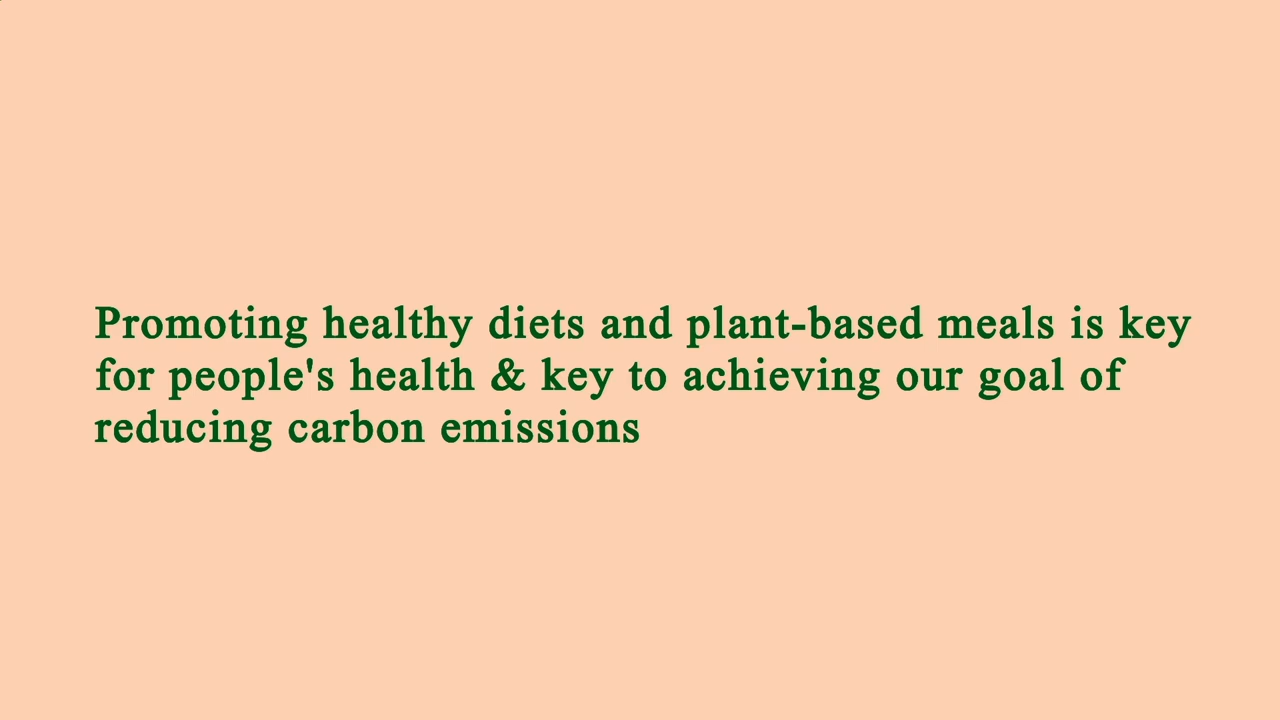 Promoting healthy diets and plant-based meals is key
for people's health & key to achieving our goal of
reducing carbon emissions